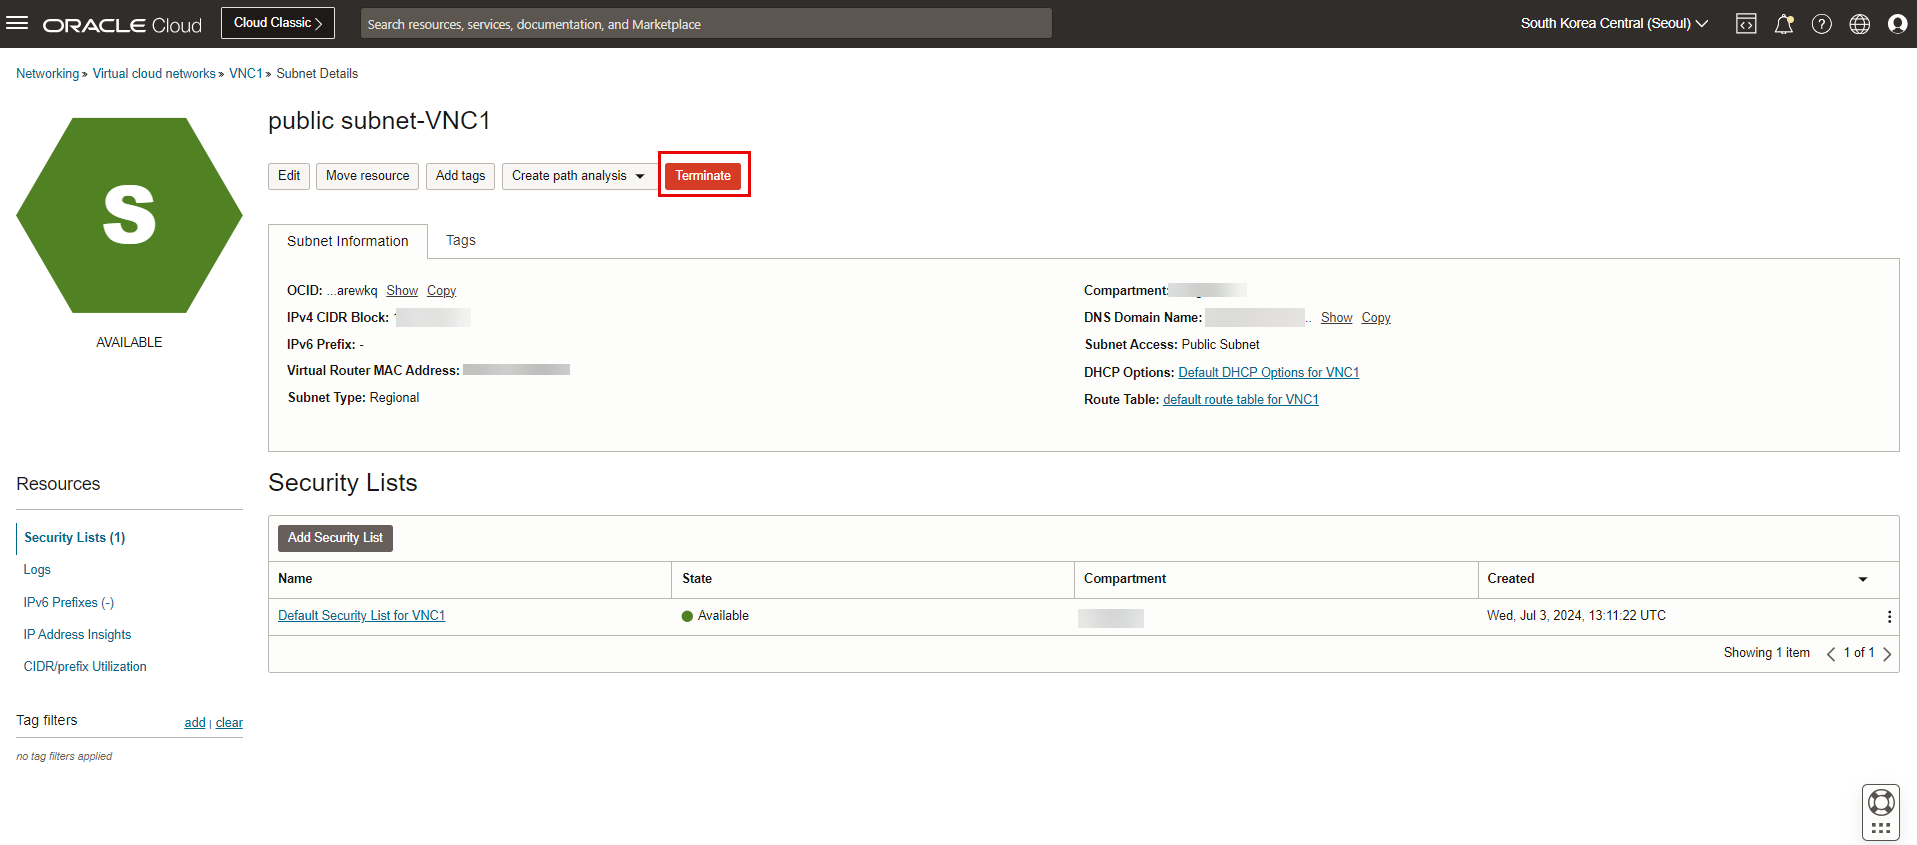 ORACLE Cloud
Cloud Classic >
Search resources, services, documentation, and Marketplace
South Korea Central (Seoul)
Networking » Virtual cloud networks » VNC1 » Subnet Details
S
AVAILABLE
public subnet-VNC1
Edit
Move resource
Add tags
Create path analysis
Terminate
Subnet Information
Tags
OCID: ...arewkq Show Copy
IPv4 CIDR Block:
IPv6 Prefix: -
Virtual Router MAC Address:
Subnet Type: Regional
Compartment:
DNS Domain Name: .. Show Copy
Subnet Access: Public Subnet
DHCP Options: Default DHCP Options for VNC1
Route Table: default route table for VNC1
Resources
Security Lists (1)
Logs
IPv6 Prefixes (-)
IP Address Insights
CIDR/prefix Utilization
Tag filters
add | clear
no tag filters applied
Security Lists
Add Security List
Name State Compartment Created
Default Security List for VNC1 Available Wed, Jul 3, 2024, 13:11:22 UTC
Showing 1 item < 1 of 1 >